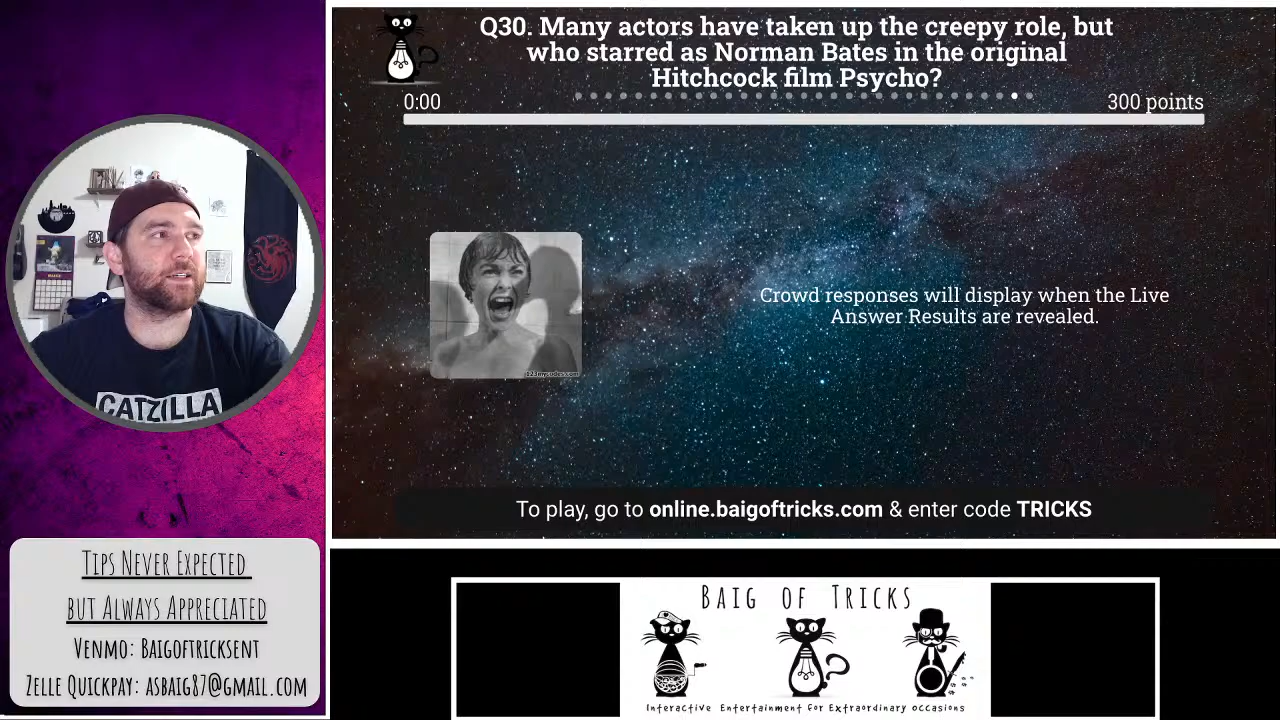 Q30. Many actors have taken up the creepy role, but
who starred as Norman Bates in the original
Hitchcock film Psycho?
0:00
300 points
123mycodes.com
Crowd responses will display when the Live
Answer Results are revealed.
To play, go to online.baigoftricks.com & enter code TRICKS
CATZILLA
Tips Never Expected
but Always Appreciated
Venmo: Baigoftricksent
Zelle Quickpay: asbaig87@gmail.com
Baig of Tricks
Interactive Entertainment for Extraordinary Occasions